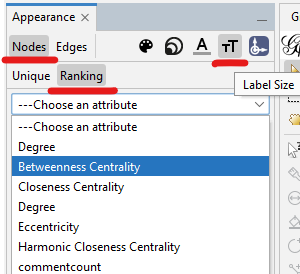 Appearance
Nodes Edges
A
TT
Unique Ranking
Label Size
---Choose an attribute
---Choose an attribute
Degree
Betweenness Centrality
Closeness Centrality
Degree
Eccentricity
Harmonic Closeness Centrality
commentcount